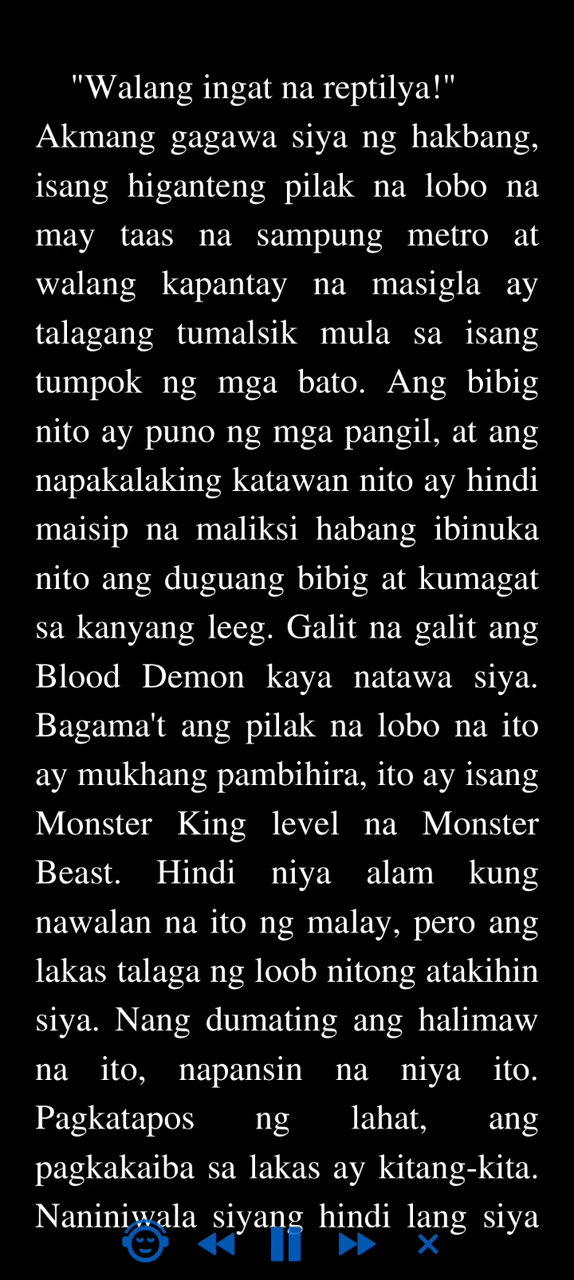 "Walang ingat na reptilya!"
Akmang gagawa siya ng hakbang,
isang higanteng pilak na lobo na
may taas na sampung metro at
walang kapantay na masigla ay
talagang tumalsik mula sa isang
tumpok ng mga bato. Ang bibig
nito ay puno ng mga pangil, at ang
napakalaking katawan nito ay hindi
maisip na maliksi habang ibinuka
nito ang duguang bibig at kumagat
sa kanyang leeg. Galit na galit ang
Blood Demon kaya natawa siya.
Bagama't ang pilak na lobo na ito
ay mukhang pambihira, ito ay isang
Monster King level na Monster
Beast. Hindi niya alam kung
nawalan na ito ng malay, pero ang
lakas talaga ng loob nitong atakihin
siya. Nang dumating ang halimaw
na ito, napansin na niya ito.
Pagkatapos ng lahat, ang
pagkakaiba sa lakas ay kitang-kita.
Naniniwala siyang hindi lang siya